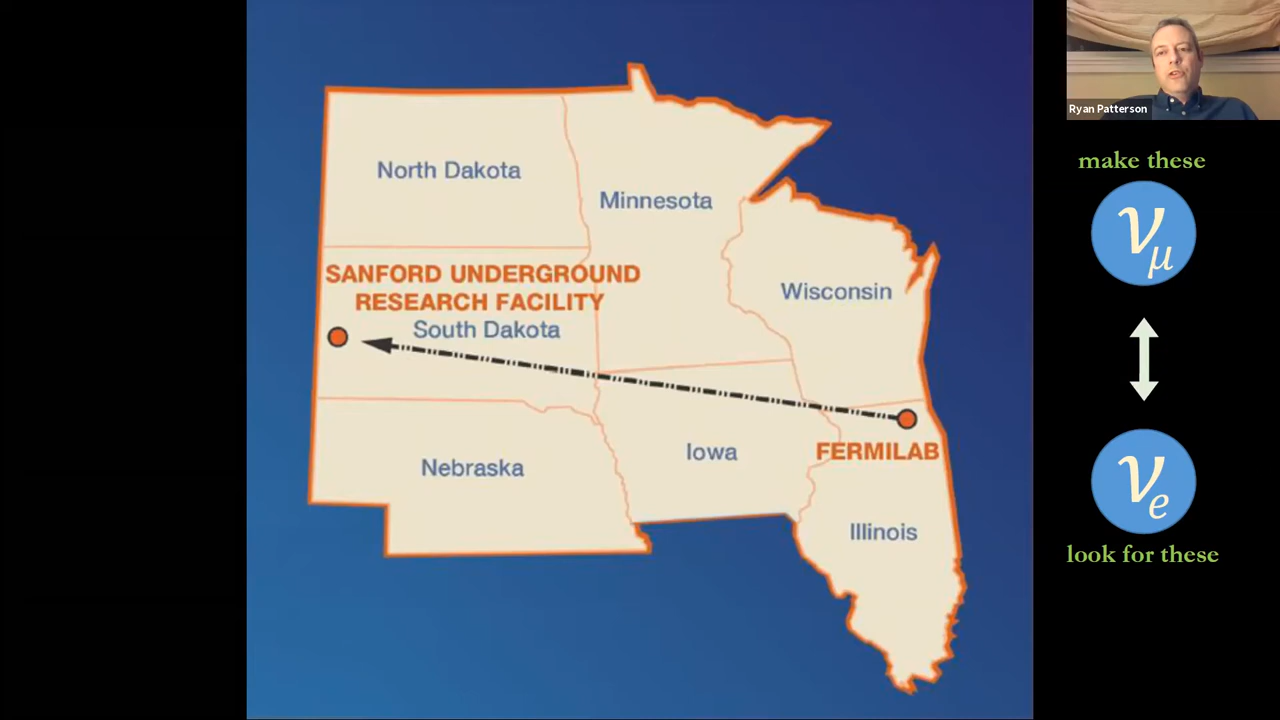 North Dakota
Minnesota
SANFORD UNDERGROUND
RESEARCH FACILITY
South Dakota
Wisconsin
FERMILAB
Iowa
Nebraska
Illinois
Ryan Patterson
make these
νμ
νe
look for these